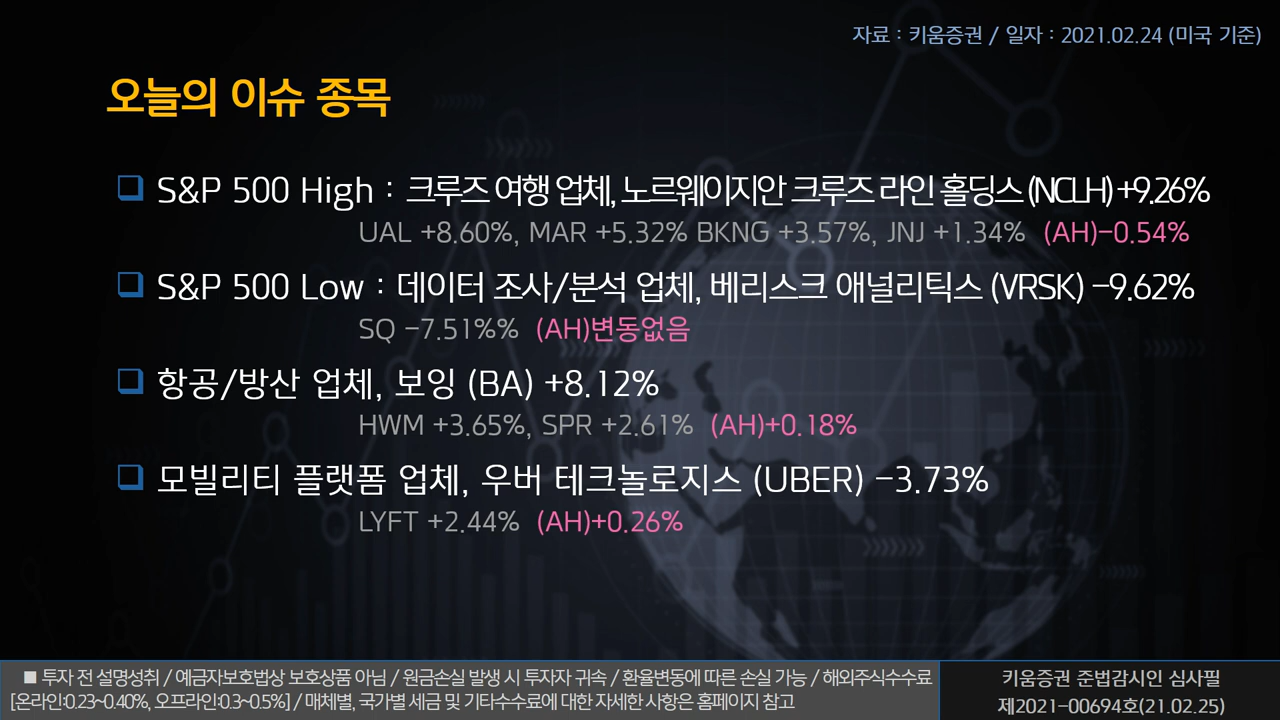 자료 : 키움증권 / 일자 : 2021.02.24 (미국 기준)
오늘의 이슈 종목
❑ S&P 500 High : 크루즈 여행 업체, 노르웨이지안 크루즈 라인 홀딩스 (NCLH) +9.26%
UAL +8.60%, MAR +5.32% BKNG +3.57%, JNJ +1.34% (AH)-0.54%
❑ S&P 500 Low : 데이터 조사/분석 업체, 베리스크 애널리틱스 (VRSK) -9.62%
SQ -7.51%% (AH)변동없음
❑ 항공/방산 업체, 보잉 (BA) +8.12%
HWM +3.65%, SPR +2.61% (AH)+0.18%
❑ 모빌리티 플랫폼 업체, 우버 테크놀로지스 (UBER) -3.73%
LYFT +2.44% (AH)+0.26%
■ 투자 전 설명성취 / 예금자보호법상 보호상품 아님 / 원금손실 발생 시 투자자 귀속 / 환율변동에 따른 손실 가능 / 해외주식수수료
[온라인:0.23~0.40%, 오프라인:0.3~0.5%] / 매체별, 국가별 세금 및 기타수수료에 대한 자세한 사항은 홈페이지 참고
키움증권 준법감시인 심사필
제2021-00694호(21.02.25)